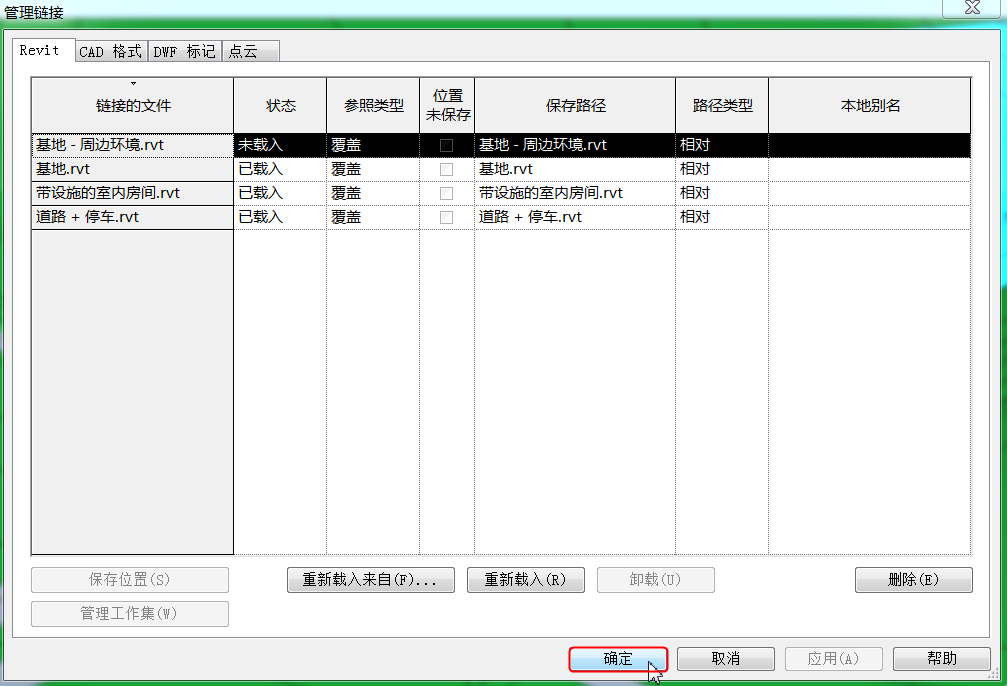 管理链接
Revit CAD 格式 DWF 标记 点云
链接的文件 状态 参照类型 位置未保存 保存路径 路径类型 本地别名
基地 - 周边环境.rvt 未载入 覆盖 基地 - 周边环境.rvt 相对
基地.rvt 已载入 覆盖 基地.rvt 相对
带设施的室内房间.rvt 已载入 覆盖 带设施的室内房间.rvt 相对
道路 + 停车.rvt 已载入 覆盖 道路 + 停车.rvt 相对
保存位置(S) 重新载入来自(F)... 重新载入(R) 卸载(U) 删除(E)
管理工作集(W)
确定 取消 应用(A) 帮助